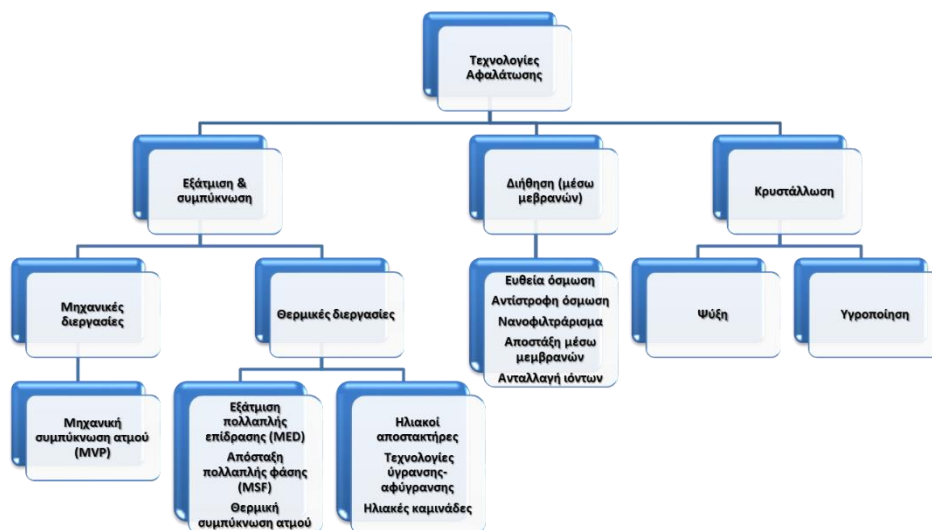 Τεχνολογίες
Αφαλάτωσης
Εξάτμιση &
συμπύκνωση
Διήθηση (μέσω
μεβρανών)
Κρυστάλλωση
Μηχανικές
διεργασίες
Θερμικές διεργασίες
Ευθεία όσμωση
Αντίστροφη όσμωση
Νανοφιλτράρισμα
Αποστάξη μέσω
μεμβρανών
Ανταλλαγή ιόντων
Ψύξη
Υγροποίηση
Μηχανική
συμπύκνωση ατμού
(MVP)
Εξάτμιση
πολλαπλής
επίδρασης (MED)
Απόσταξη
πολλαπλής φάσης
(MSF)
Θερμική
συμπύκνωση ατμού
Ηλιακοί
αποστακτήρες
Τεχνολογίες
ύγρανσης-
αφύγρανσης
Ηλιακές καμινάδες